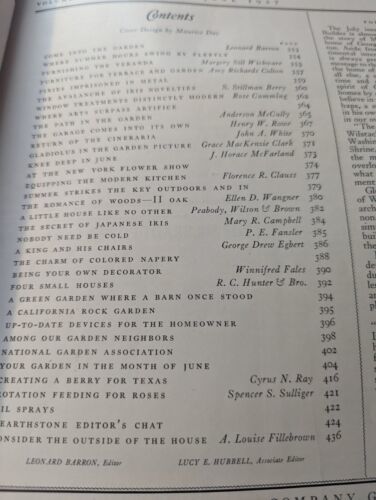 Contents
Cover Design by Maurice Day
PAGE
COME INTO THE GARDEN Leonard Barron 353
WHERE SUMMER HOURS SWING BY FLEETLY 354
FURNISHING THE VERANDA Margery Sill Wickware 355
FURNITURE FOR TERRACE AND GARDEN Amy Richards Colton 357
PIXIES IMPRISONED IN METAL 359
THE AVALANCHE OF IRIS NOVELTIES S. Stillman Berry 360
WINDOW TREATMENTS DISTINCTLY MODERN Rose Cumming 362
WHERE ARTS SURPASS ARTIFICE 364
THE PATH IN THE GARDEN Anderson McCully 365
THE GARAGE COMES INTO ITS OWN Henry W. 367
RETURN OF THE CINERARIA John A. White 370
GLADIOLUS IN THE GARDEN PICTURE Grace MacKenzie Clark 371
KNEE DEEP IN JUNE J. Horace McFarland 373
AT THE NEW YORK FLOWER SHOW 374
EQUIPPING THE MODERN KITCHEN Florence R. Clauss 377
SUMMER STRIKES THE KEY OUTDOORS AND IN 379
THE ROMANCE OF WOODS—II OAK Ellen D. Wangner 380
A LITTLE HOUSE LIKE NO OTHER Peabody, Wilson & Brown 382
THE SECRET OF JAPANESE IRIS Mary R. Campbell 384
NOBODY NEED BE COLD P. E. Fansler 385
A KING AND HIS CHAIRS George Drew Egbert 386
THE CHARM OF COLORED NAPERY 388
BEING YOUR OWN DECORATOR Winnifred Fales 390
FOUR SMALL HOUSES R. C. Hunter & Bro. 392
A GREEN GARDEN WHERE A BARN ONCE STOOD 394
A CALIFORNIA ROCK GARDEN 395
UP-TO-DATE DEVICES FOR THE HOMEOWNER 396
AMONG OUR GARDEN NEIGHBORS 398
NATIONAL GARDEN ASSOCIATION 402
YOUR GARDEN IN THE MONTH OF JUNE 404
CREATING A BERRY FOR TEXAS Cyrus N. Ray 416
ROTATION FEEDING FOR ROSES Spencer S. Sulliger 421
IL SPRAYS 422
EARTHSTONE EDITOR'S CHAT 424
ONSIDER THE OUTSIDE OF THE HOUSE A. Louise Fillebrown 436
LEONARD BARRON, Editor LUCY E. HUBBELL, Associate Editor
COMPANY